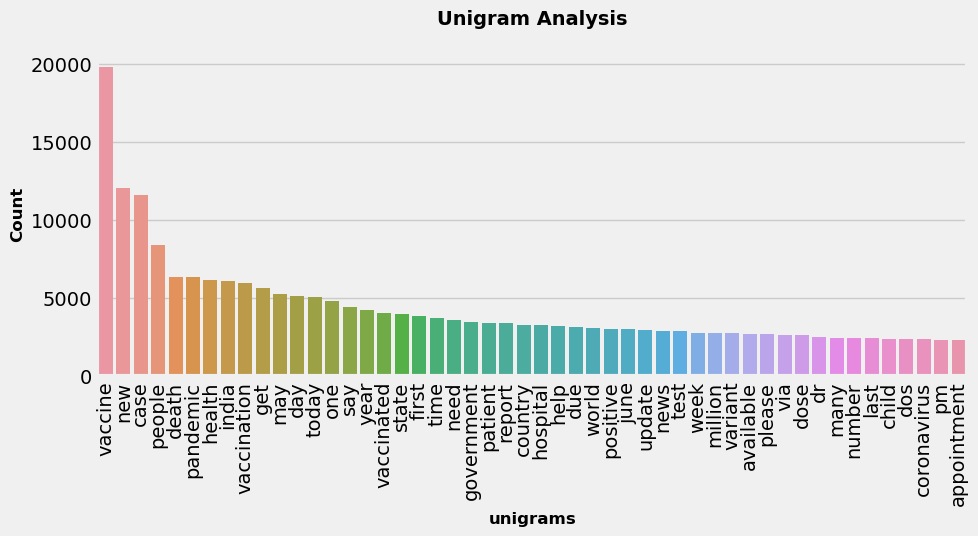 Unigram Analysis
20000
15000
10000
5000
0
Count
vaccine
new
case
people
death
pandemic
health
india
vaccination
get
may
day
today
one
say
year
vaccinated
state
first
time
need
government
patient
report
country
hospital
help
due
world
positive
june
update
news
test
week
million
variant
available
please
via
dose
dr
many
number
last
child
dos
coronavirus
pm
appointment
unigrams